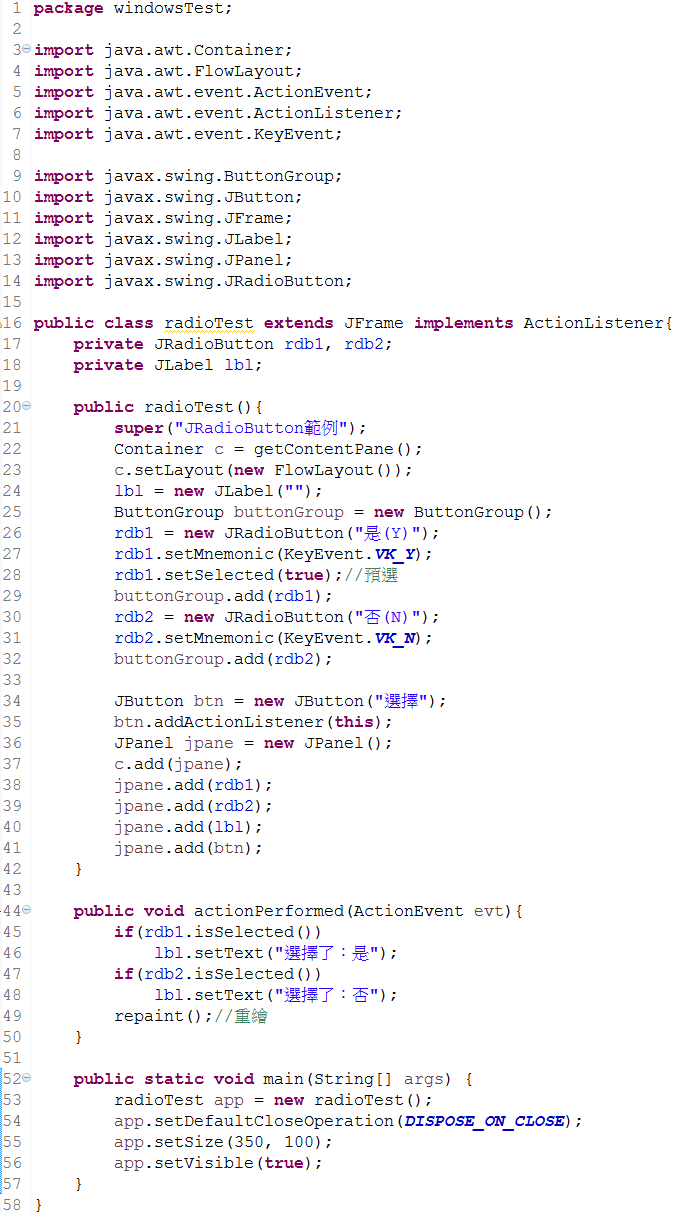 1 package windowsTest;
2
3 import java.awt.Container;
4 import java.awt.FlowLayout;
5 import java.awt.event.ActionEvent;
6 import java.awt.event.ActionListener;
7 import java.awt.event.KeyEvent;
8
9 import javax.swing.ButtonGroup;
10 import javax.swing.JButton;
11 import javax.swing.JFrame;
12 import javax.swing.JLabel;
13 import javax.swing.JPanel;
14 import javax.swing.JRadioButton;
15
16 public class radioTest extends JFrame implements ActionListener{
17     private JRadioButton rdb1, rdb2;
18     private JLabel lbl;
19
20     public radioTest(){
21         super("JRadioButton範例");
22         Container c = getContentPane();
23         c.setLayout(new FlowLayout());
24         lbl = new JLabel("");
25         ButtonGroup buttonGroup = new ButtonGroup();
26         rdb1 = new JRadioButton("是(Y)");
27         rdb1.setMnemonic(KeyEvent.VK_Y);
28         rdb1.setSelected(true);//預選
29         buttonGroup.add(rdb1);
30         rdb2 = new JRadioButton("否(N)");
31         rdb2.setMnemonic(KeyEvent.VK_N);
32         buttonGroup.add(rdb2);
33
34         JButton btn = new JButton("選擇");
35         btn.addActionListener(this);
36         JPanel jpane = new JPanel();
37         c.add(jpane);
38         jpane.add(rdb1);
39         jpane.add(rdb2);
40         jpane.add(lbl);
41         jpane.add(btn);
42     }
43
44     public void actionPerformed(ActionEvent evt){
45         if(rdb1.isSelected())
46             lbl.setText("選擇了：是");
47         if(rdb2.isSelected())
48             lbl.setText("選擇了：否");
49         repaint();//重繪
50     }
51
52     public static void main(String[] args) {
53         radioTest app = new radioTest();
54         app.setDefaultCloseOperation(DISPOSE_ON_CLOSE);
55         app.setSize(350, 100);
56         app.setVisible(true);
57     }
58 }